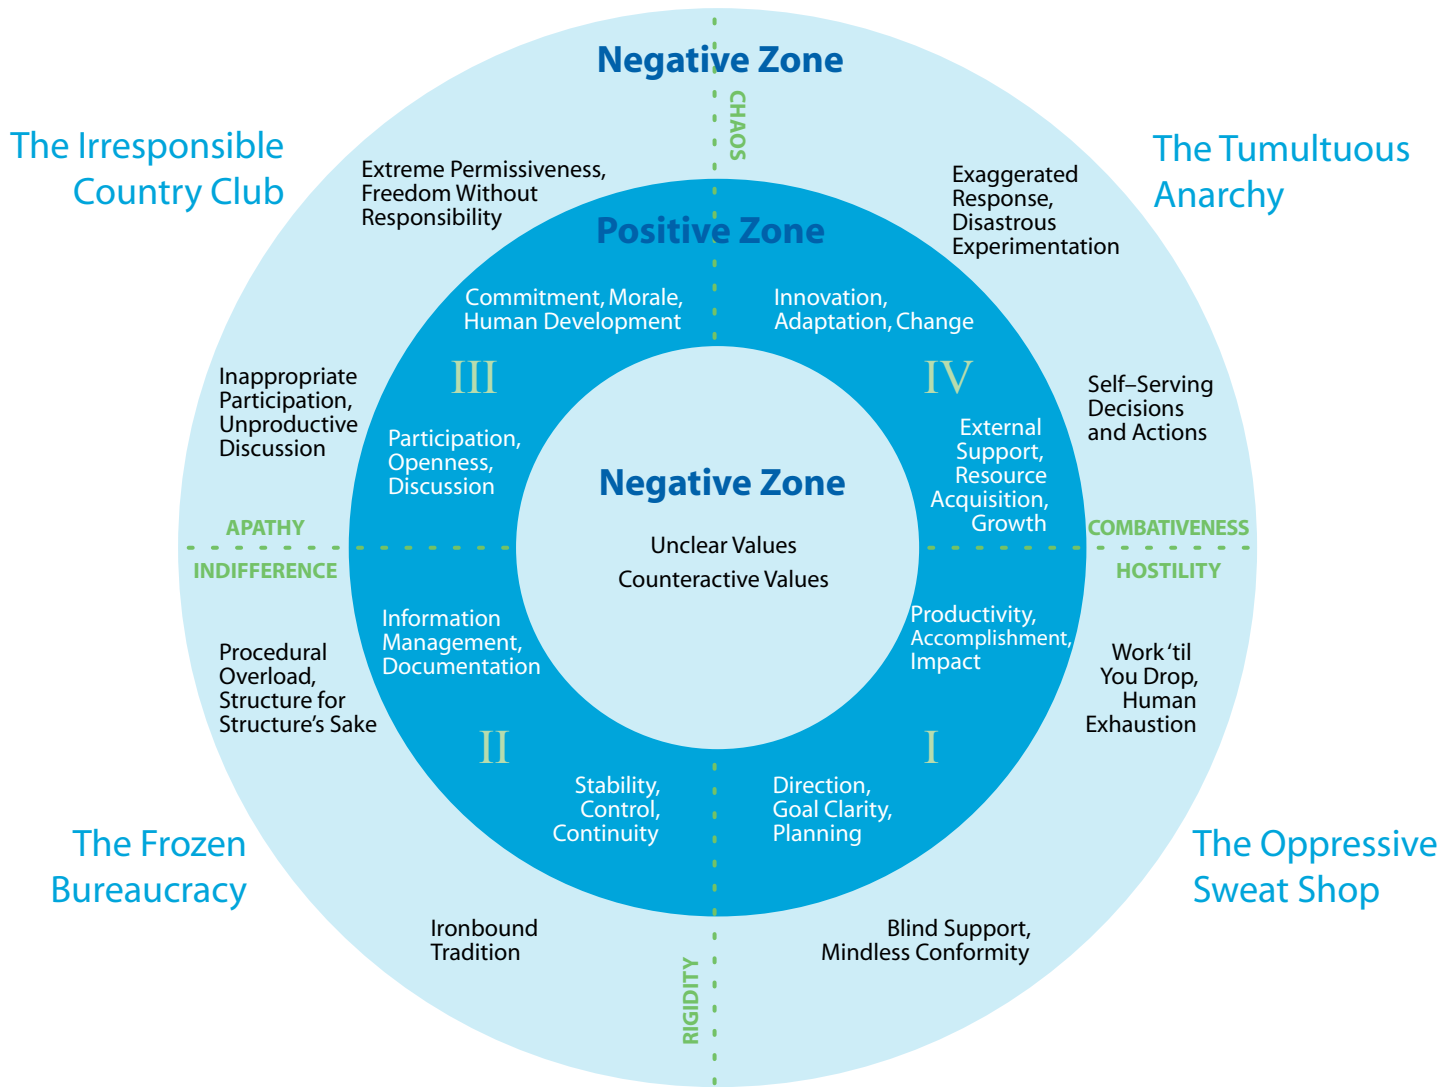 Negative Zone
CHAOS
The Irresponsible
Country Club
The Tumultuous
Anarchy
Extreme Permissiveness,
Freedom Without
Responsibility
Exaggerated
Response,
Disastrous
Experimentation
Positive Zone
Commitment, Morale,
Human Development
Innovation,
Adaptation, Change
III
IV
Inappropriate
Participation,
Unproductive
Discussion
Participation,
Openness,
Discussion
External
Support,
Resource
Acquisition,
Growth
Self–Serving
Decisions
and Actions
Negative Zone
Unclear Values
Counteractive Values
APATHY
INDIFFERENCE
COMBATIVENESS
HOSTILITY
Procedural
Overload,
Structure for
Structure’s Sake
Information
Management,
Documentation
Productivity,
Accomplishment,
Impact
Work ‘til
You Drop,
Human
Exhaustion
II
I
Stability,
Control,
Continuity
Direction,
Goal Clarity,
Planning
The Frozen
Bureaucracy
The Oppressive
Sweat Shop
Ironbound
Tradition
Blind Support,
Mindless Conformity
RIGIDITY